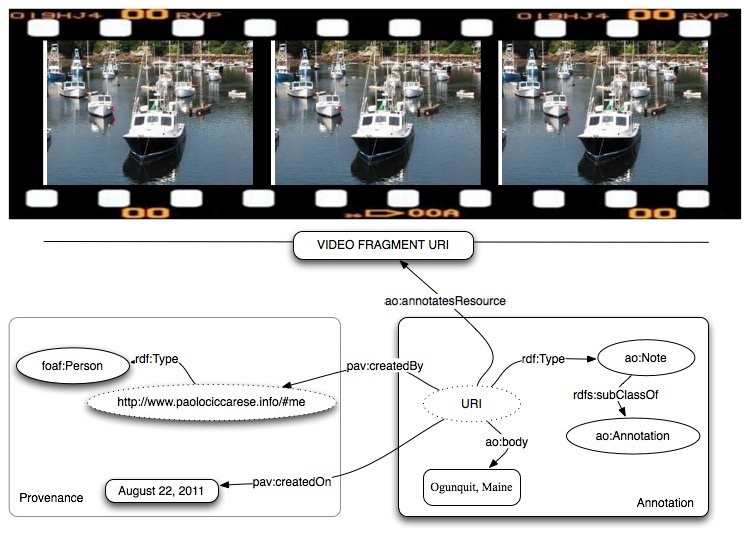 019HJ4 00 RVP
019HJ4 00 RVP
00
00A
00
VIDEO FRAGMENT URI
ao:annotatesResource
foaf:Person
rdf:Type
pav:createdBy
http://www.paolociccarese.info/#me
rdf:Type
ao:Note
URI
rdfs:subClassOf
ao:Annotation
ao:body
pav:createdOn
August 22, 2011
Ogunquit, Maine
Provenance
Annotation